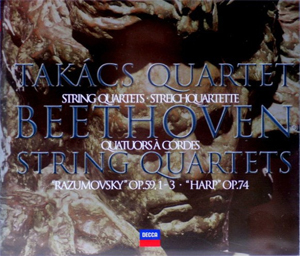 TAKÁCS QUARTET
STRING QUARTETS · STREICHQUARTETTE
BEETHOVEN
QUATUORS À CORDES
STRING QUARTETS
"RAZUMOVSKY" OP.59, 1–3 · "HARP" OP.74
DECCA